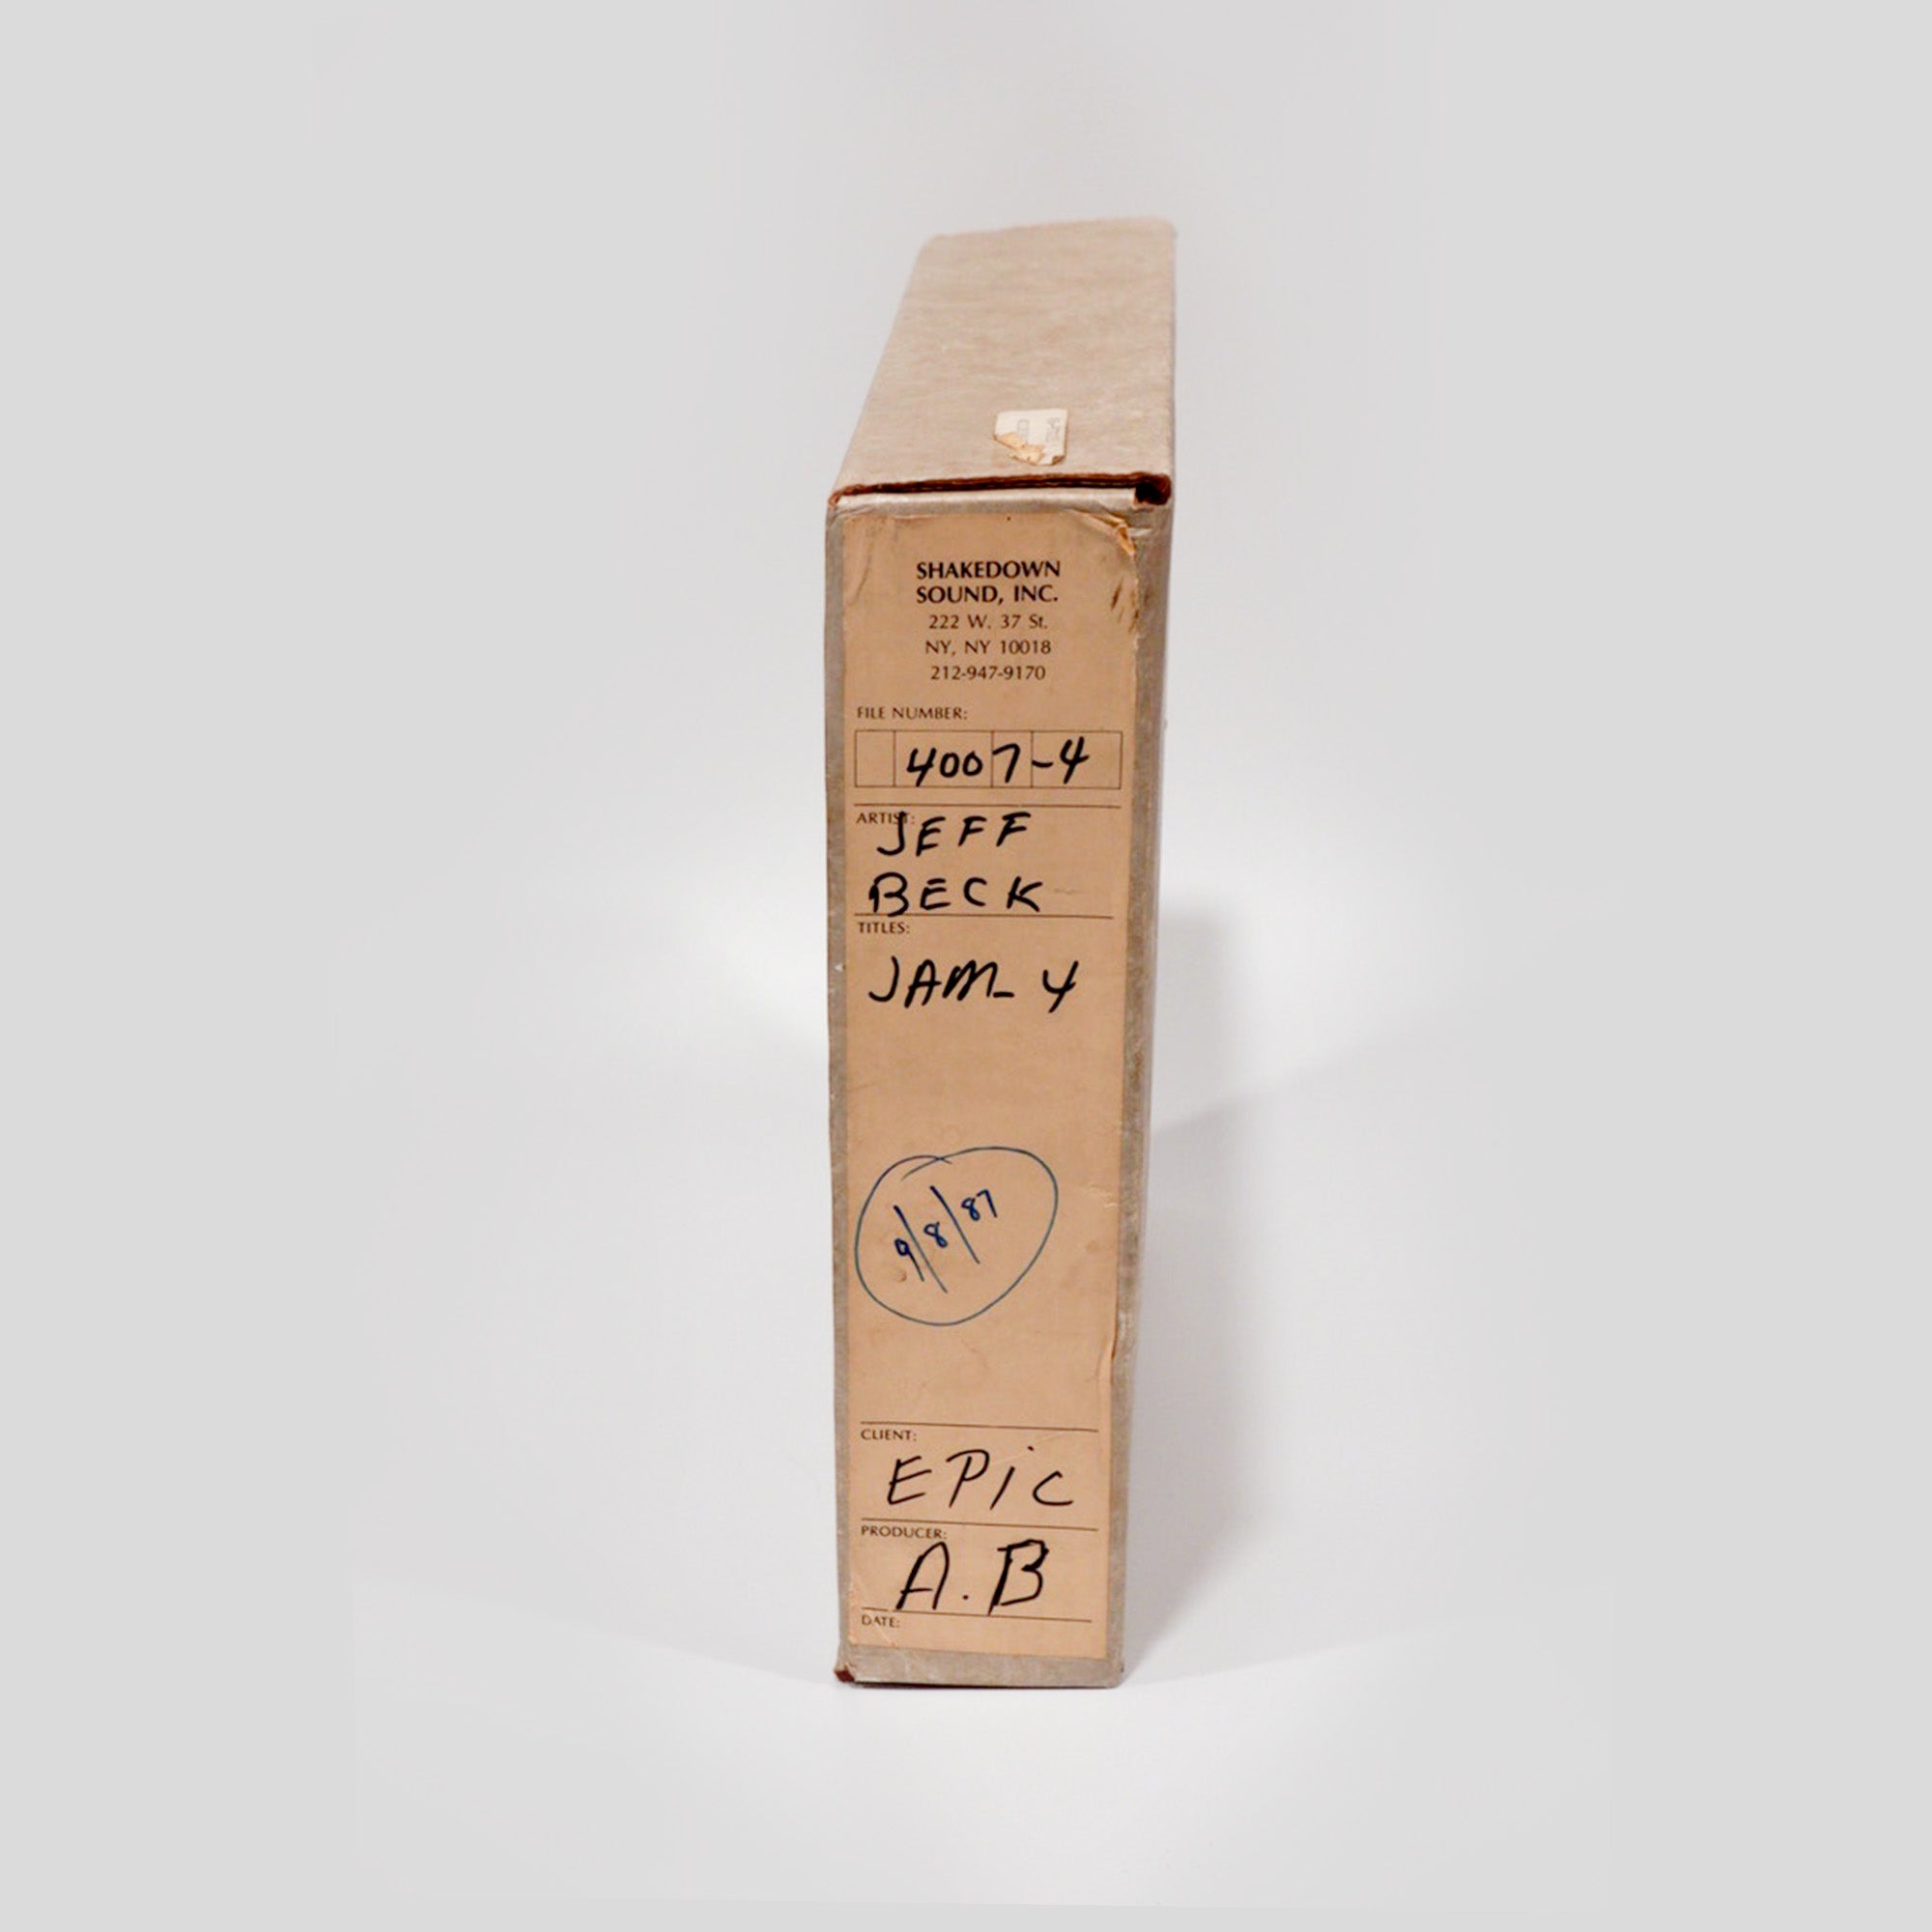 SHAKEDOWN
SOUND, INC.
222 W. 37 St.
NY, NY 10018
212-947-9170
FILE NUMBER:
4007-4
ARTIST:
JEFF
BECK
TITLES:
JAM- 4
9/8/87
CLIENT:
EPiC
PRODUCER:
A.B
DATE: